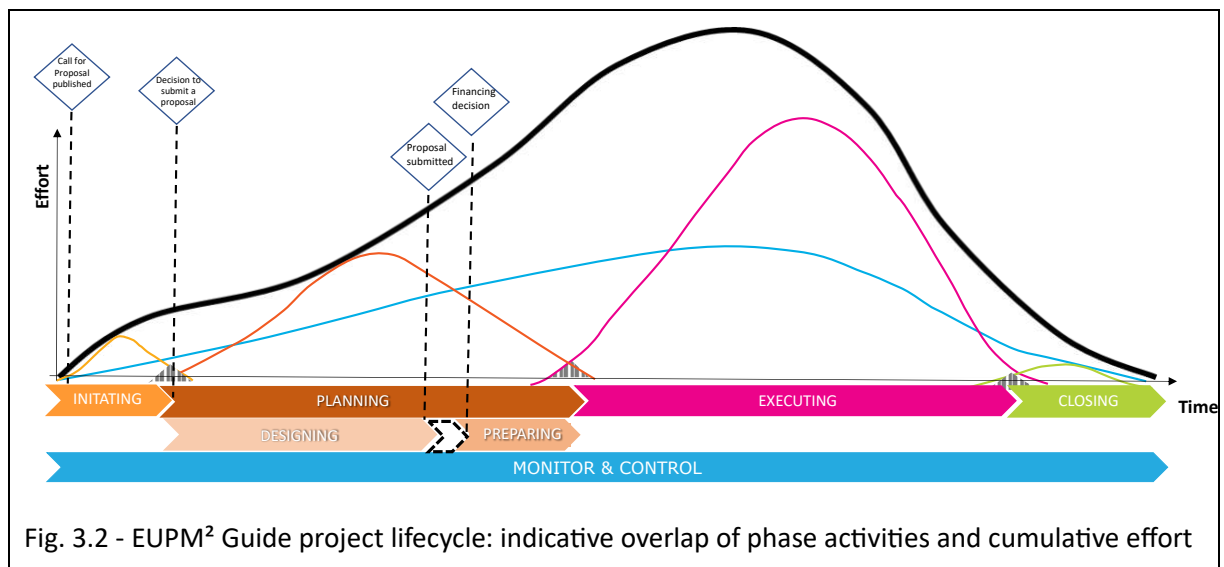 Call for
Proposal
published
Decision to
submit a
proposal
Financing
decision
Proposal
submitted
Effort
INITATING
PLANNING
EXECUTING
CLOSING
Time
DESIGNING
PREPARING
MONITOR & CONTROL
Fig. 3.2 - EUPM² Guide project lifecycle: indicative overlap of phase activities and cumulative effort